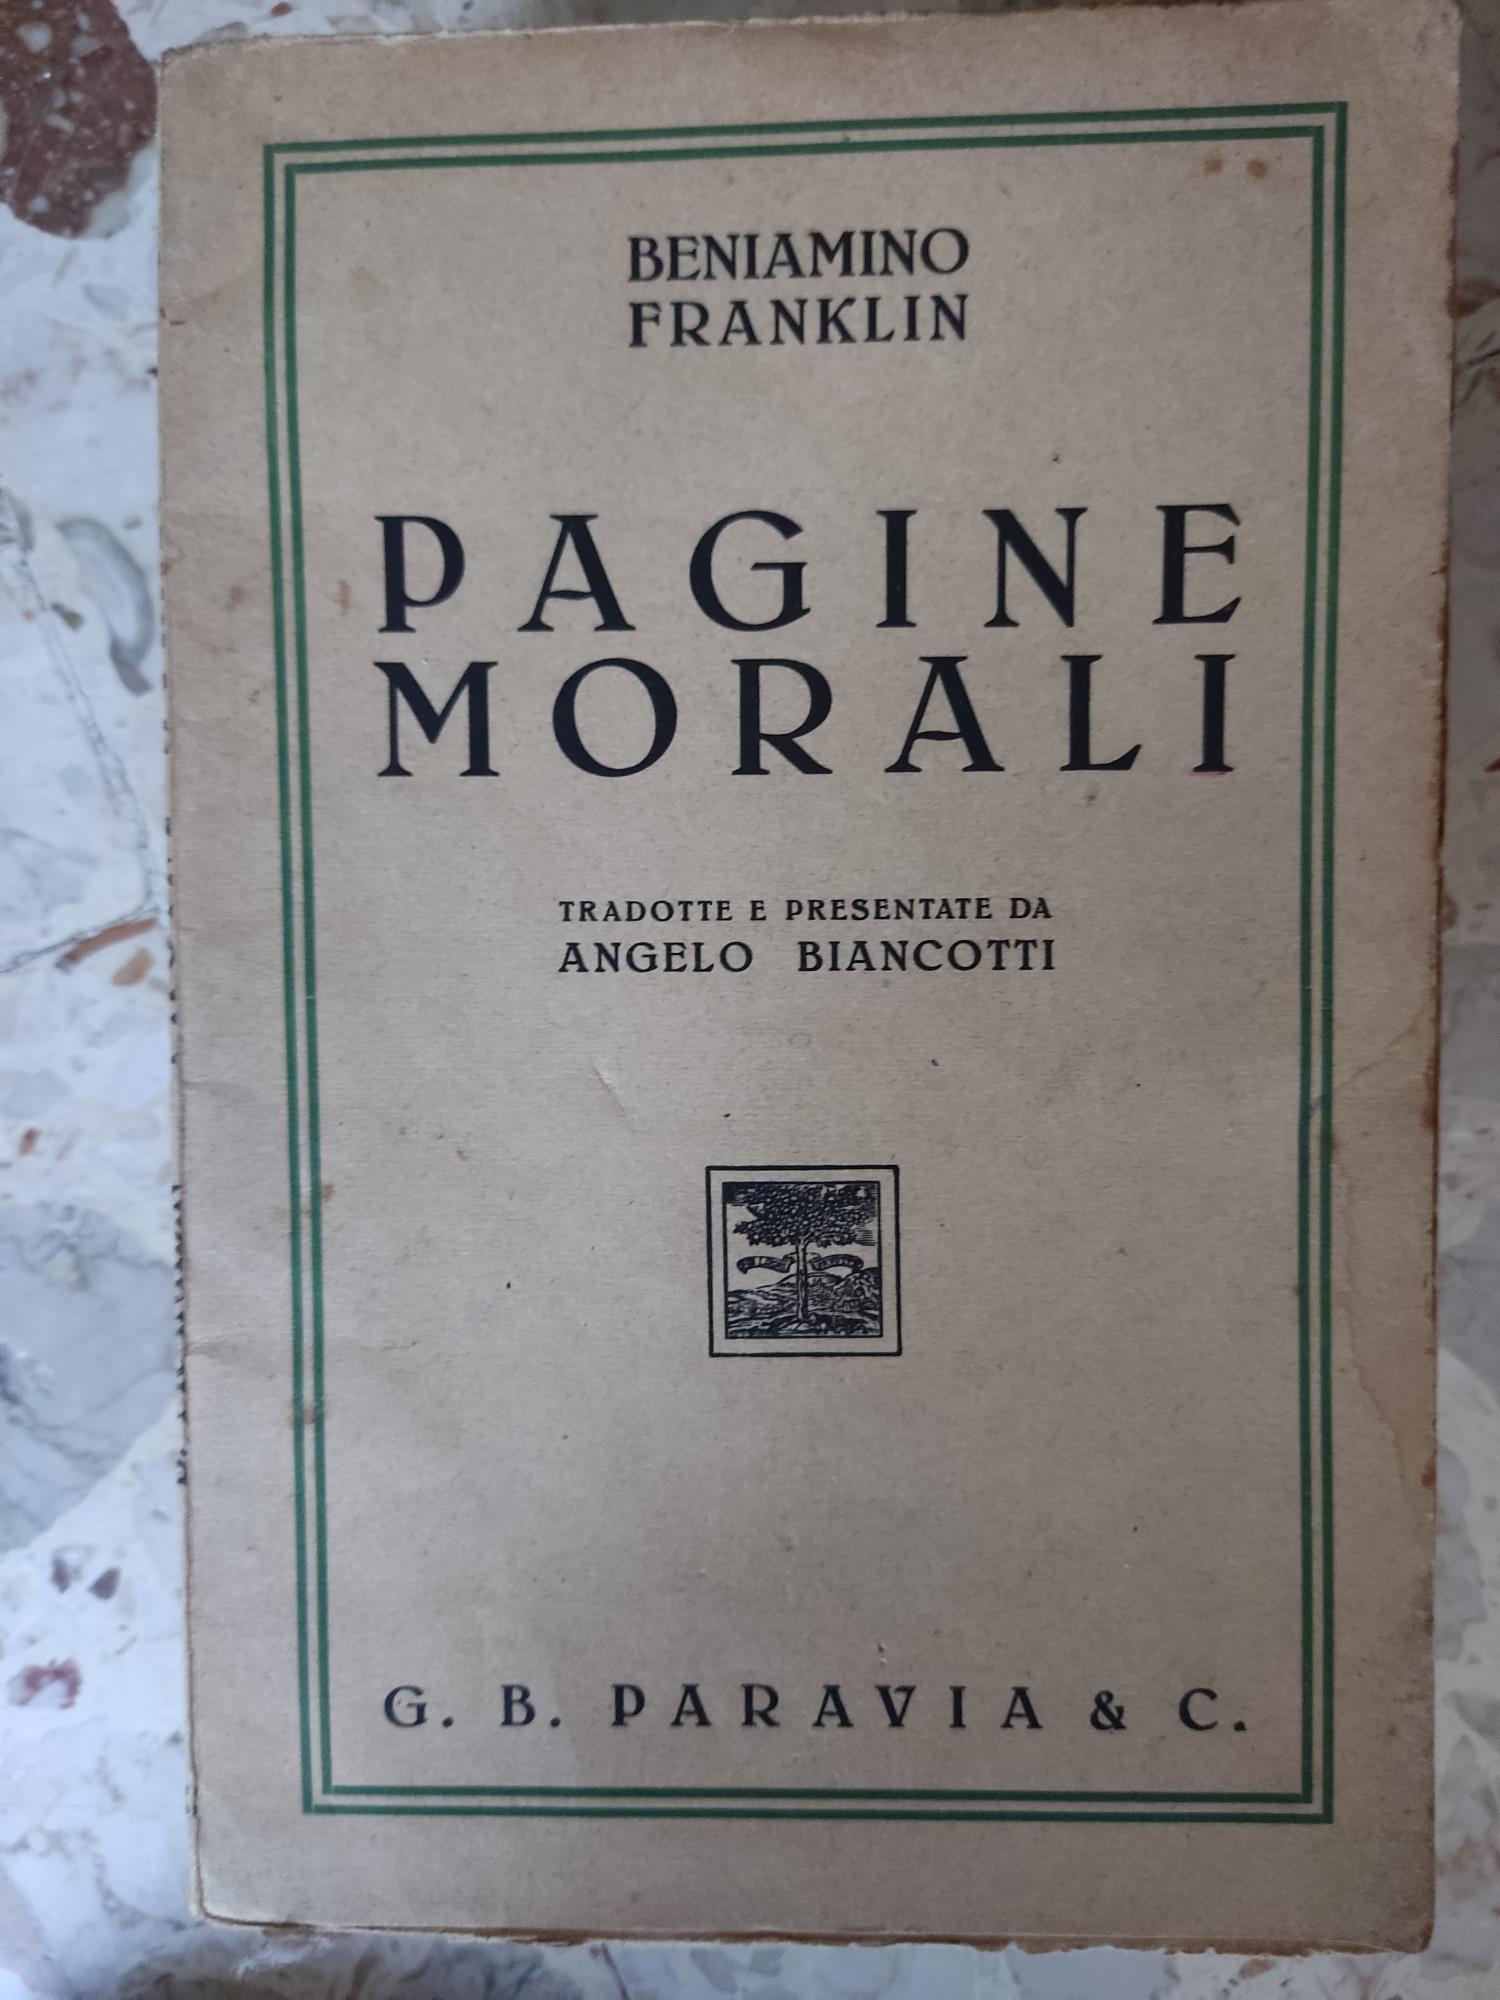 BENIAMINO
FRANKLIN
PAGINE
MORALI
TRADOTTE E PRESENTATE DA
ANGELO BIANCOTTI
G. B. PARAVIA & C.